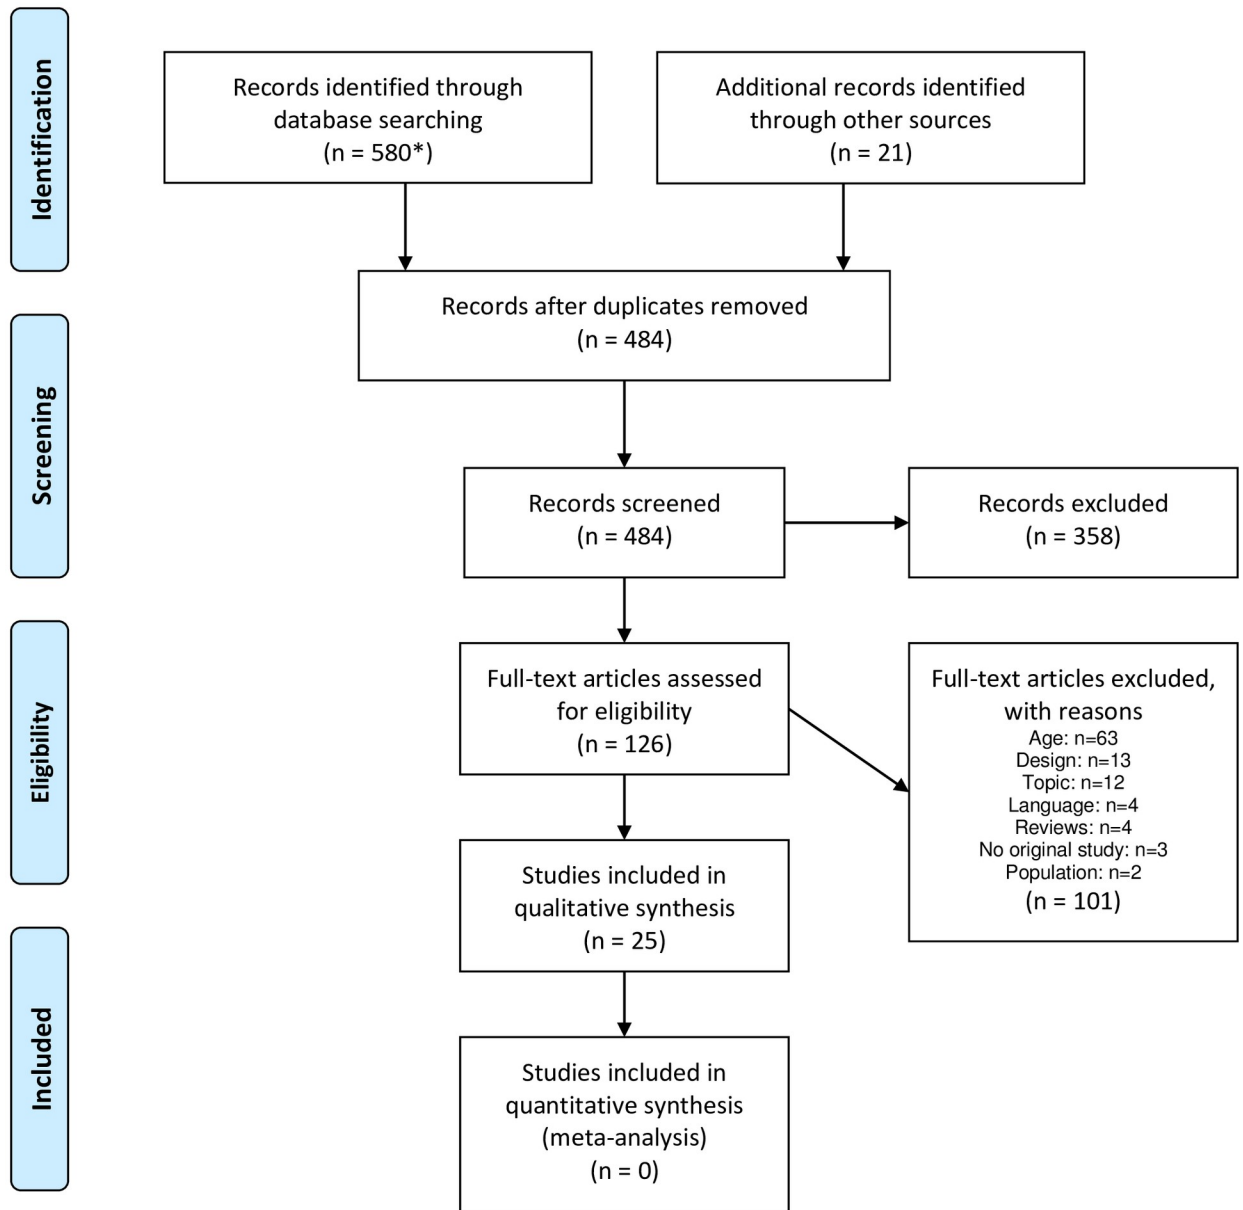 Identification
Records identified through
database searching
(n = 580*)
Additional records identified
through other sources
(n = 21)
Records after duplicates removed
(n = 484)
Screening
Records screened
(n = 484)
Records excluded
(n = 358)
Eligibility
Full-text articles assessed
for eligibility
(n = 126)
Full-text articles excluded,
with reasons
Age: n=63
Design: n=13
Topic: n=12
Language: n=4
Reviews: n=4
No original study: n=3
Population: n=2
(n = 101)
Studies included in
qualitative synthesis
(n = 25)
Included
Studies included in
quantitative synthesis
(meta-analysis)
(n = 0)